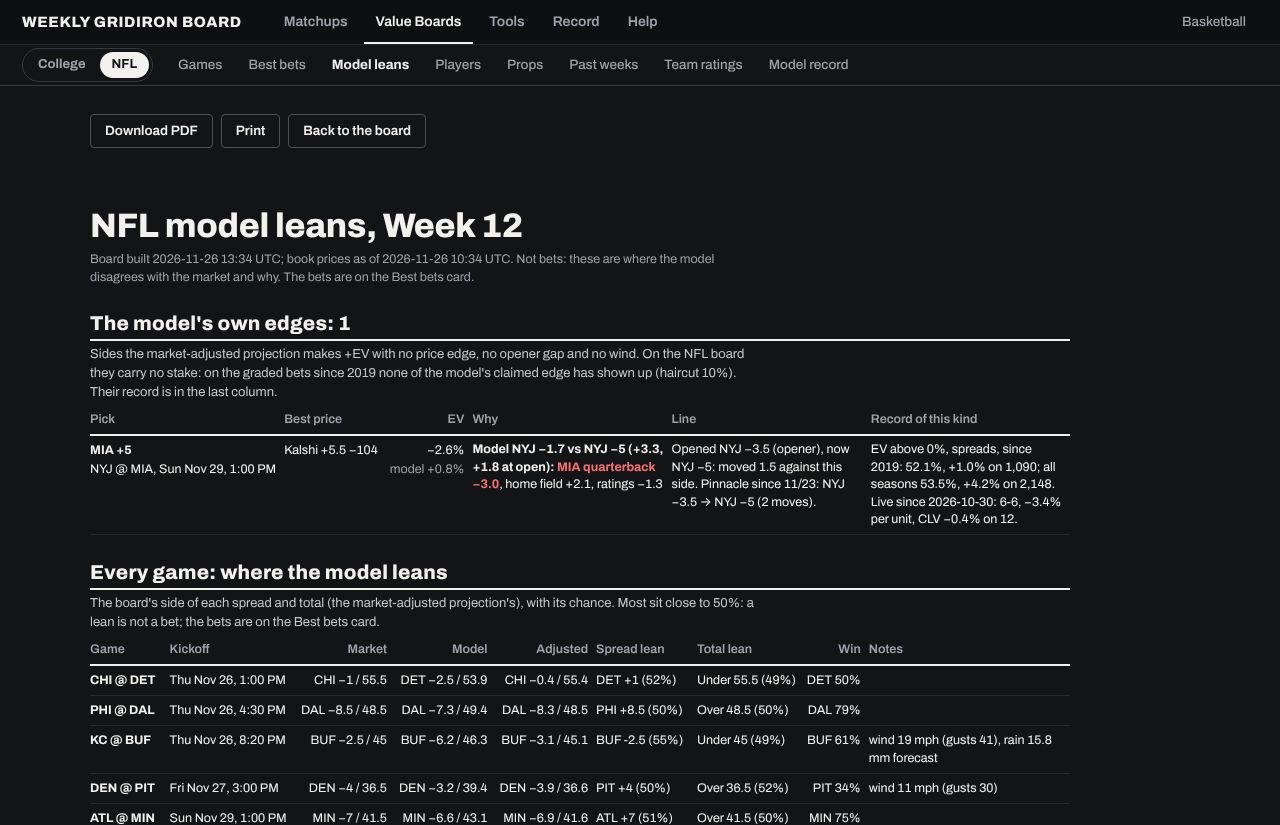 WEEKLY GRIDIRON BOARD Matchups Value Boards Tools Record Help Basketball
College NFL Games Best bets Model leans Players Props Past weeks Team ratings Model record
Download PDF Print Back to the board
NFL model leans, Week 12
Board built 2026-11-26 13:34 UTC; book prices as of 2026-11-26 10:34 UTC. Not bets: these are where the model
disagrees with the market and why. The bets are on the Best bets card.
The model's own edges: 1
Sides the market-adjusted projection makes +EV with no price edge, no opener gap and no wind. On the NFL board
they carry no stake: on the graded bets since 2019 none of the model's claimed edge has shown up (haircut 10%).
Their record is in the last column.
Pick Best price EV Why Line Record of this kind
MIA +5 Kalshi +5.5 −104 −2.6% Model NYJ −1.7 vs NYJ −5 (+3.3, Opened NYJ −3.5 (opener), now EV above 0%, spreads, since
NYJ @ MIA, Sun Nov 29, 1:00 PM model +0.8% +1.8 at open): MIA quarterback NYJ −5: moved 1.5 against this 2019: 52.1%, +1.0% on 1,090; all
−3.0, home field +2.1, ratings −1.3 side. Pinnacle since 11/23: NYJ seasons 53.5%, +4.2% on 2,148.
−3.5 → NYJ −5 (2 moves). Live since 2026-10-30: 6-6, −3.4%
per unit, CLV −0.4% on 12.
Every game: where the model leans
The board's side of each spread and total (the market-adjusted projection's), with its chance. Most sit close to 50%: a
lean is not a bet; the bets are on the Best bets card.
Game Kickoff Market Model Adjusted Spread lean Total lean Win Notes
CHI @ DET Thu Nov 26, 1:00 PM CHI −1 / 55.5 DET −2.5 / 53.9 CHI −0.4 / 55.4 DET +1 (52%) Under 55.5 (49%) DET 50%
PHI @ DAL Thu Nov 26, 4:30 PM DAL −8.5 / 48.5 DAL −7.3 / 49.4 DAL −8.3 / 48.5 PHI +8.5 (50%) Over 48.5 (50%) DAL 79%
KC @ BUF Thu Nov 26, 8:20 PM BUF −2.5 / 45 BUF −6.2 / 46.3 BUF −3.1 / 45.1 BUF -2.5 (55%) Under 45 (49%) BUF 61% wind 19 mph (gusts 41), rain 15.8
mm forecast
DEN @ PIT Fri Nov 27, 3:00 PM DEN −4 / 36.5 DEN −3.2 / 39.4 DEN −3.9 / 36.6 PIT +4 (50%) Over 36.5 (52%) PIT 34% wind 11 mph (gusts 30)
ATL @ MIN Sun Nov 29, 1:00 PM MIN −7 / 41.5 MIN −6.6 / 43.1 MIN −6.9 / 41.6 ATL +7 (51%) Over 41.5 (50%) MIN 75%